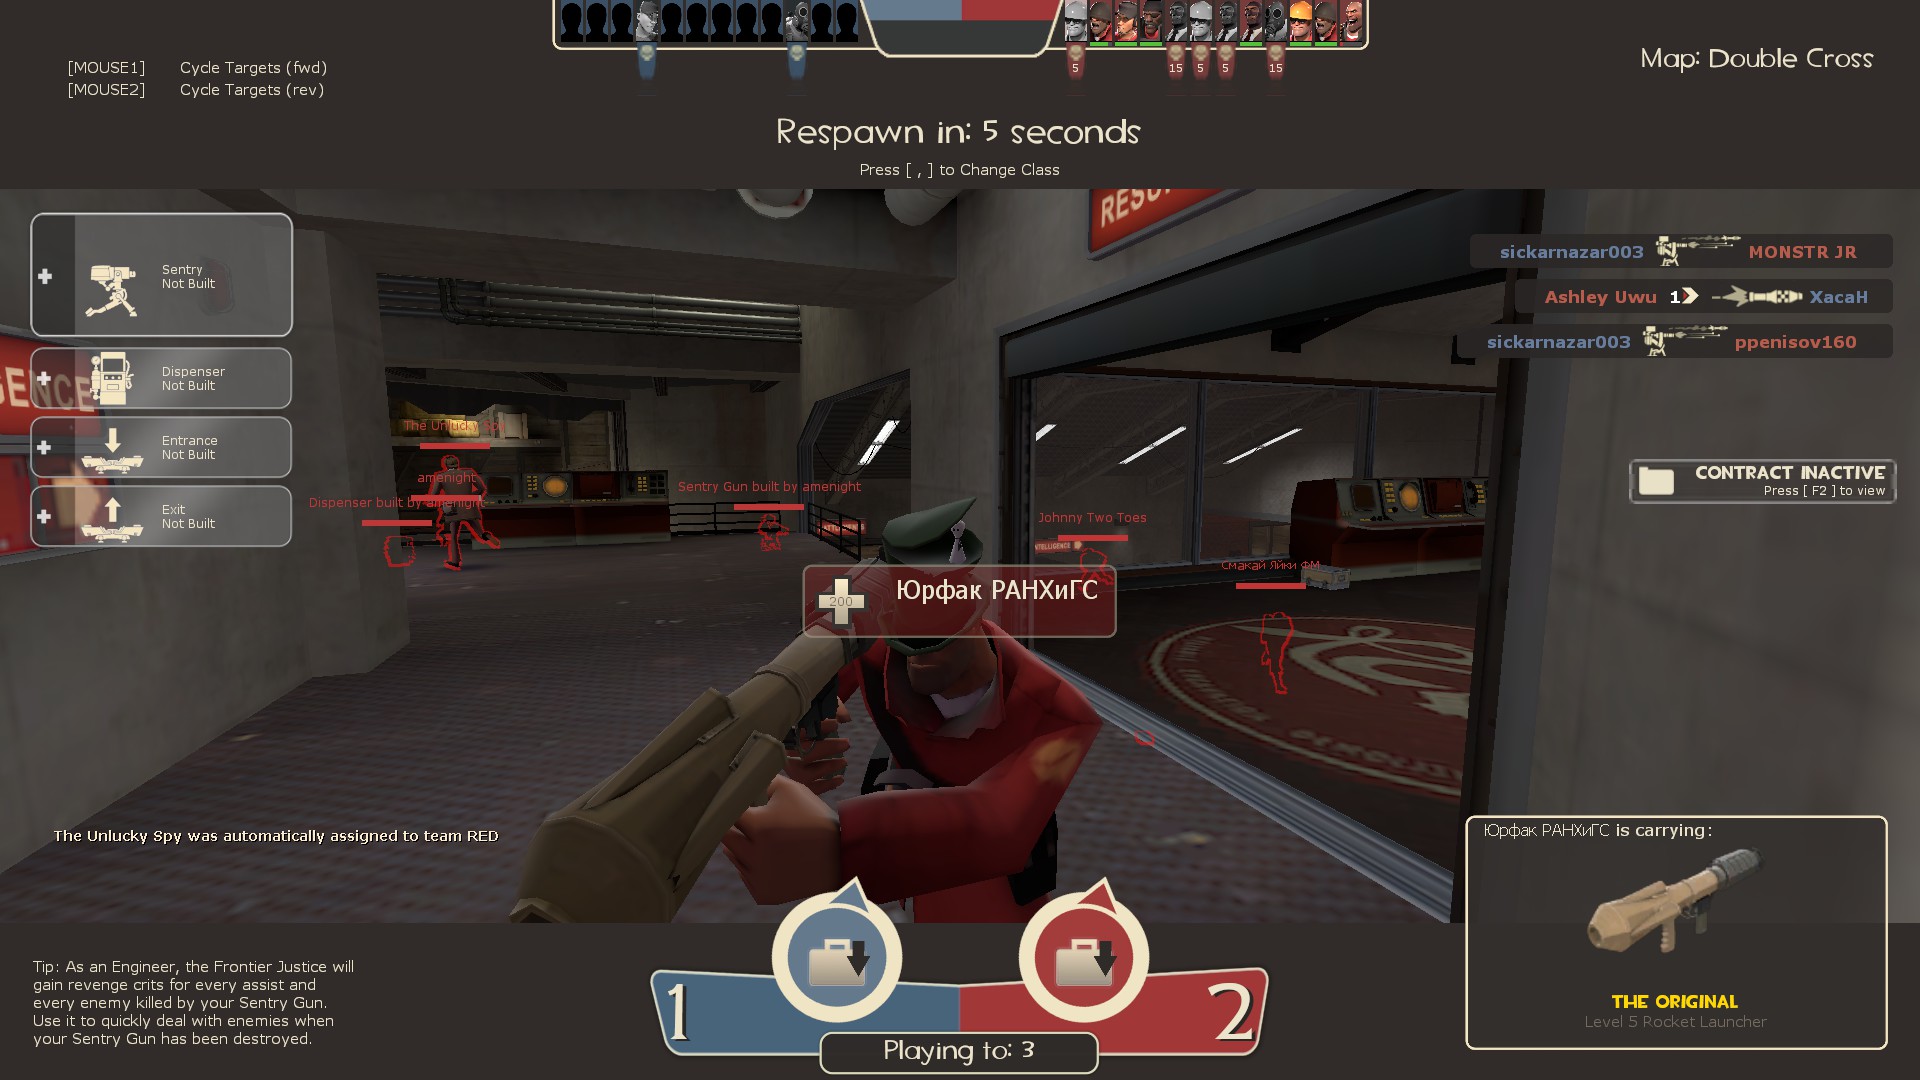 [MOUSE1] Cycle Targets (fwd)
[MOUSE2] Cycle Targets (rev)
5 15 5 5 15
Map: Double Cross
Respawn in: 5 seconds
Press [ , ] to Change Class
Sentry
Not Built
Dispenser
Not Built
Entrance
Not Built
Exit
Not Built
sickarnazar003 MONSTR JR
Ashley Uwu 1 XacaH
sickarnazar003 ppenisov160
CONTRACT INACTIVE
Press [ F2 ] to view
The Unlucky Spy
amenight
Dispenser built by amenight
Sentry Gun built by amenight
Johnny Two Toes
INTELLIGENCE
Смакай Яйки ФМ
200 Юрфак РАНХиГС
The Unlucky Spy was automatically assigned to team RED
Юрфак РАНХиГС is carrying:
THE ORIGINAL
Level 5 Rocket Launcher
Tip: As an Engineer, the Frontier Justice will
gain revenge crits for every assist and
every enemy killed by your Sentry Gun.
Use it to quickly deal with enemies when
your Sentry Gun has been destroyed.
1
2
Playing to: 3